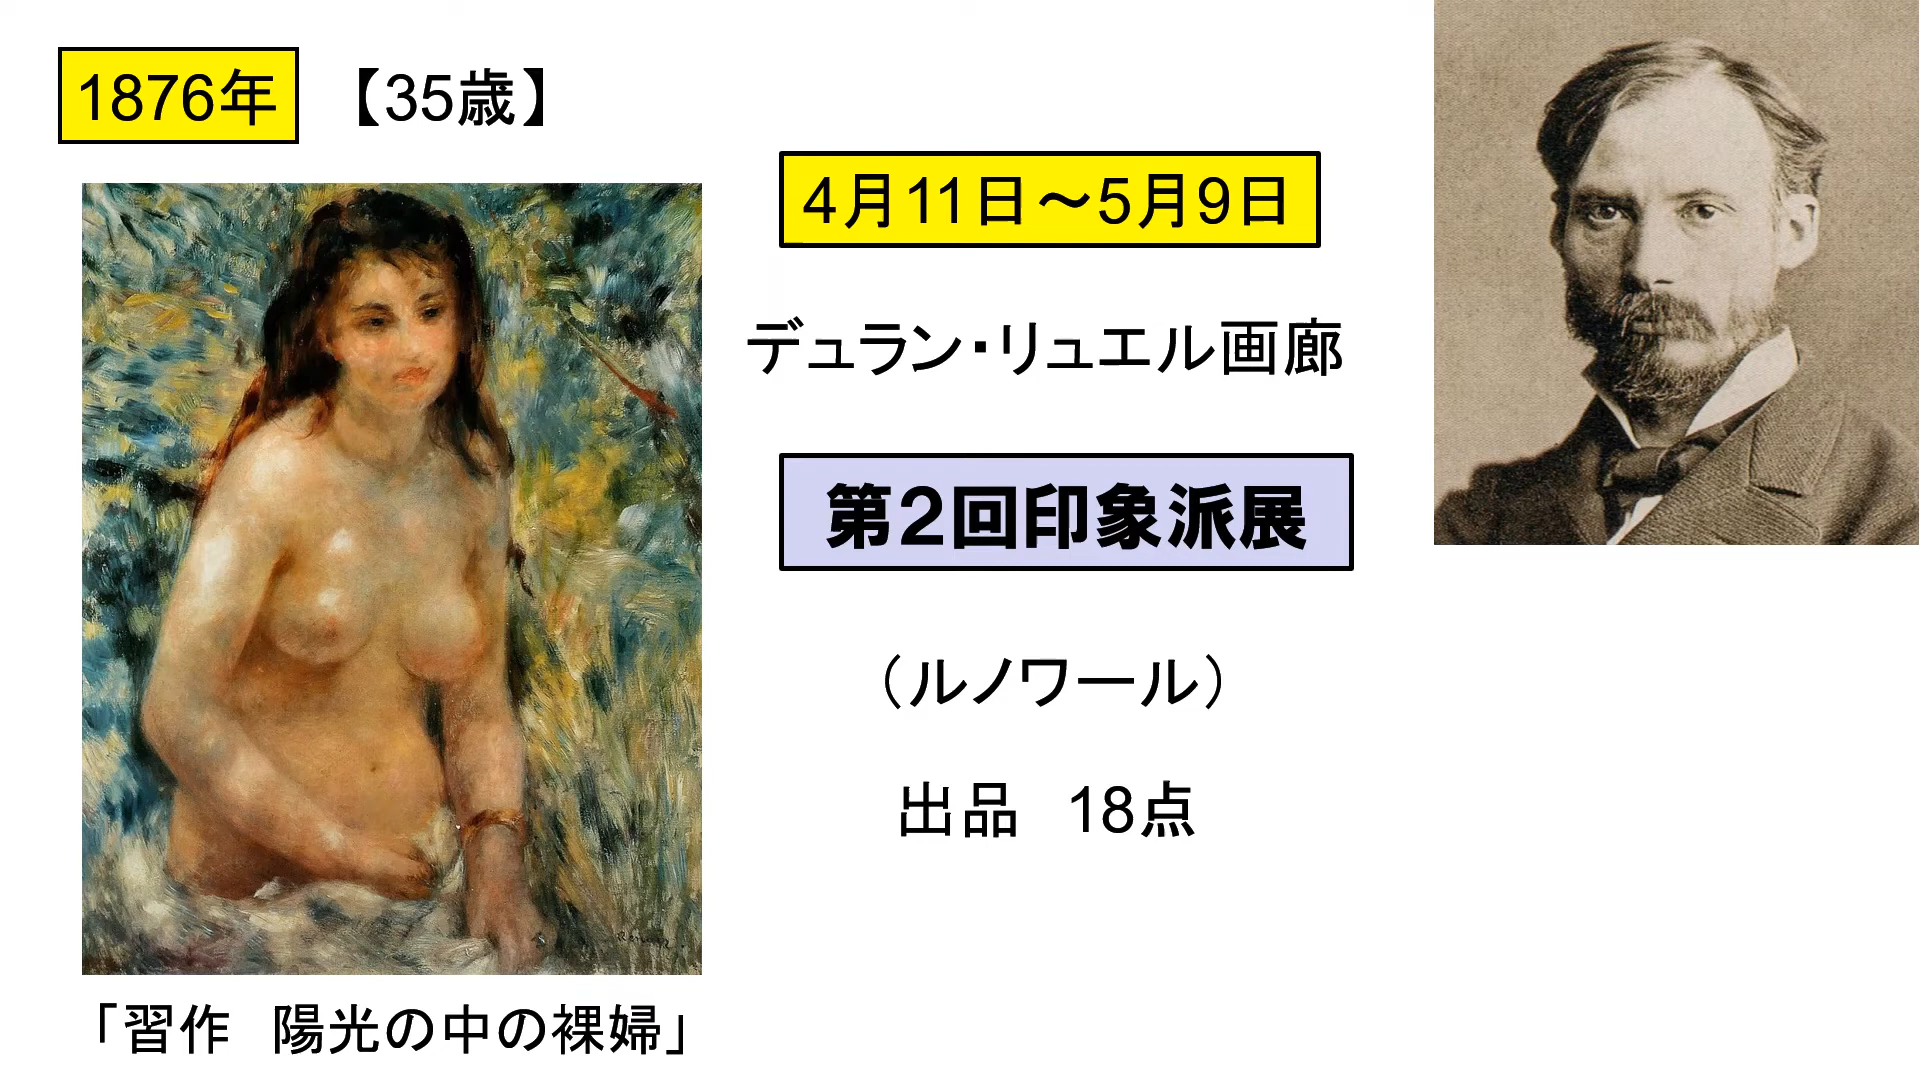 1876年 【35歳】
4月11日～5月9日
デュラン・リュエル画廊
第2回印象派展
（ルノワール）
出品　18点
「習作　陽光の中の裸婦」
Renoir.